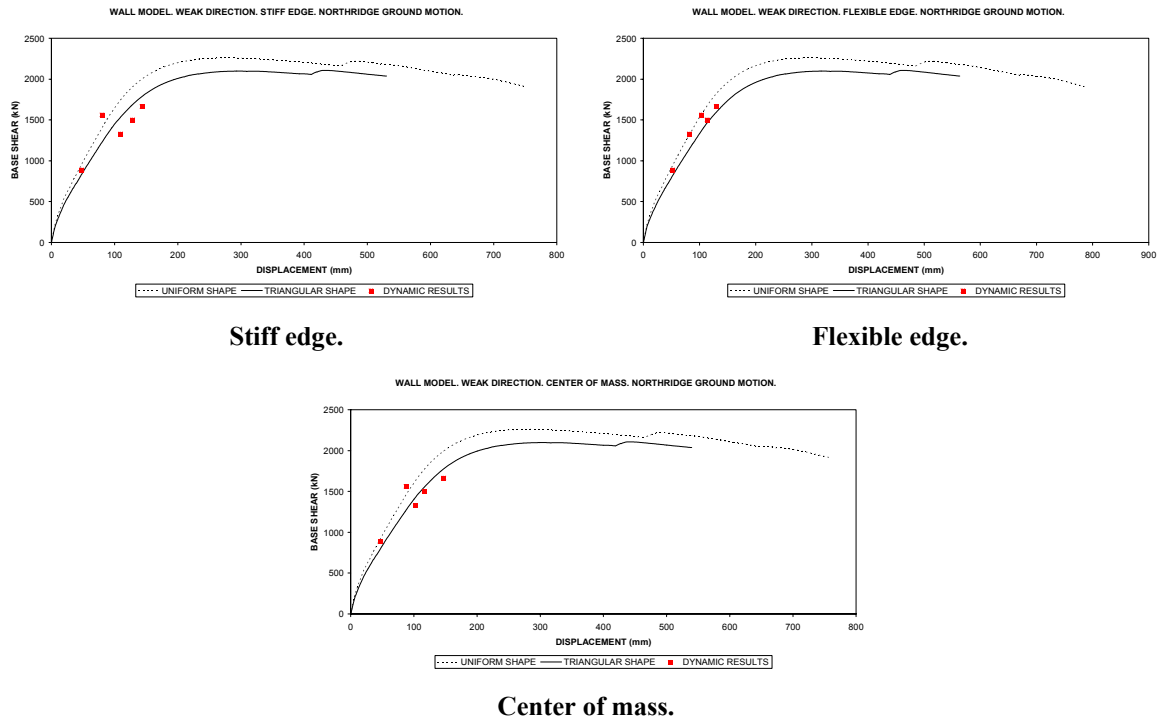 WALL MODEL. WEAK DIRECTION. STIFF EDGE. NORTHRIDGE GROUND MOTION.
2500
2000
1500
1000
500
0
BASE SHEAR (kN)
0 100 200 300 400 500 600 700 800
DISPLACEMENT (mm)
UNIFORM SHAPE TRIANGULAR SHAPE DYNAMIC RESULTS
Stiff edge.
WALL MODEL. WEAK DIRECTION. FLEXIBLE EDGE. NORTHRIDGE GROUND MOTION.
2500
2000
1500
1000
500
0
BASE SHEAR (kN)
0 100 200 300 400 500 600 700 800 900
DISPLACEMENT (mm)
UNIFORM SHAPE TRIANGULAR SHAPE DYNAMIC RESULTS
Flexible edge.
WALL MODEL. WEAK DIRECTION. CENTER OF MASS. NORTHRIDGE GROUND MOTION.
2500
2000
1500
1000
500
0
BASE SHEAR (kN)
0 100 200 300 400 500 600 700 800
DISPLACEMENT (mm)
UNIFORM SHAPE TRIANGULAR SHAPE DYNAMIC RESULTS
Center of mass.